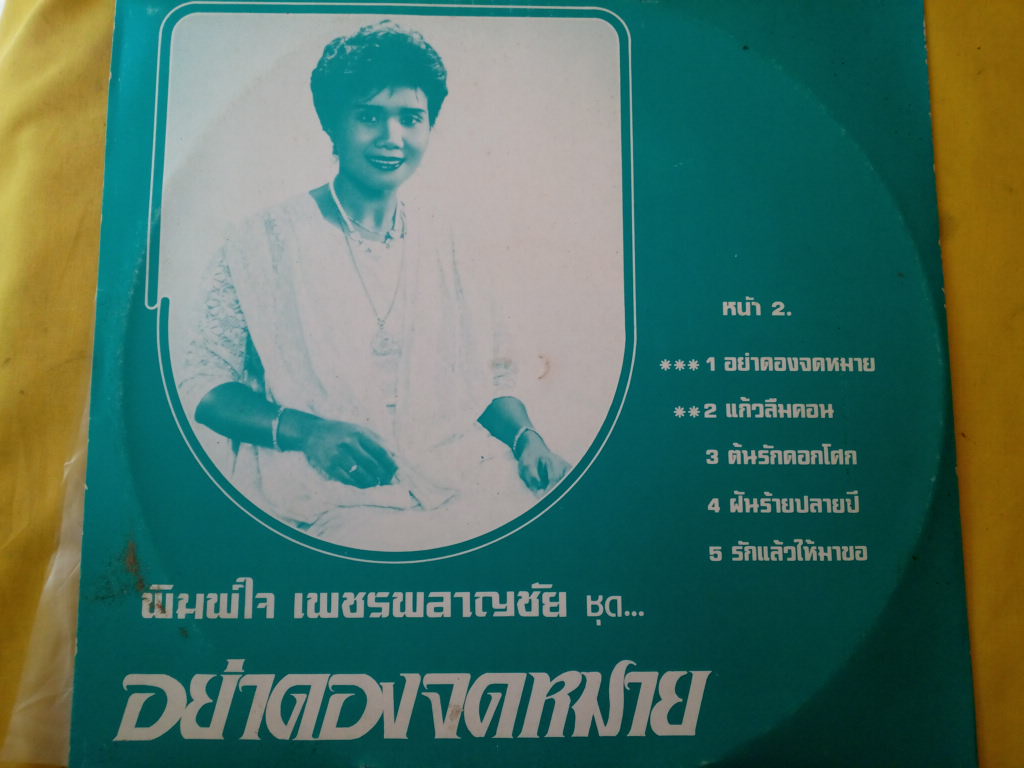 หน้า 2.
***1 อย่าดองจดหมาย
**2 แก้วลืมคอน
3 ต้นรักดอกโศก
4 ฝันร้ายปลายปี
5 รักแล้วให้มาขอ
พิมพ์ใจ เพชรพลาญชัย ชุด...
อย่าดองจดหมาย